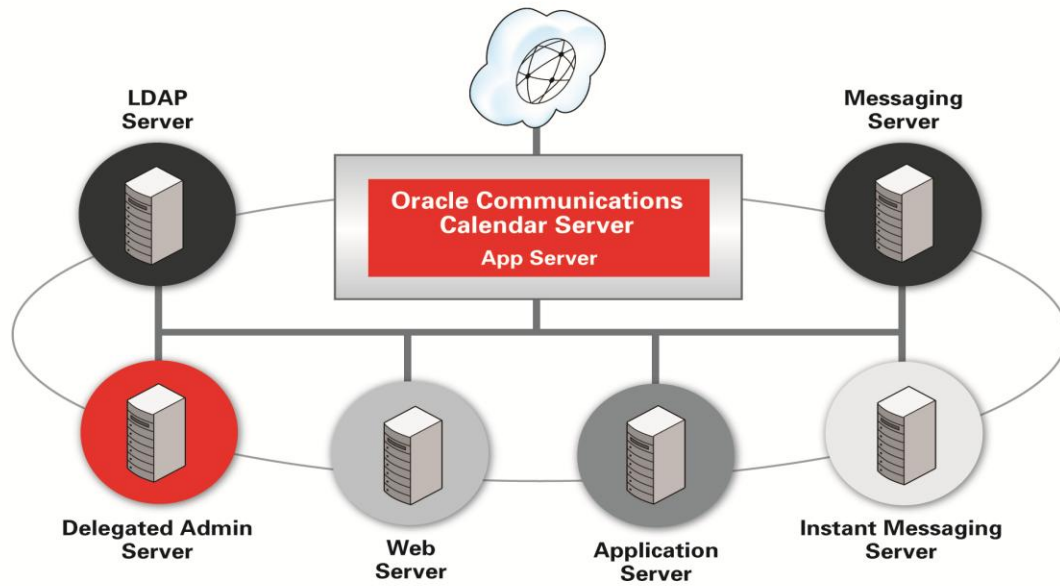 LDAP
Server
Messaging
Server
Oracle Communications
Calendar Server
App Server
Delegated Admin
Server
Web
Server
Application
Server
Instant Messaging
Server